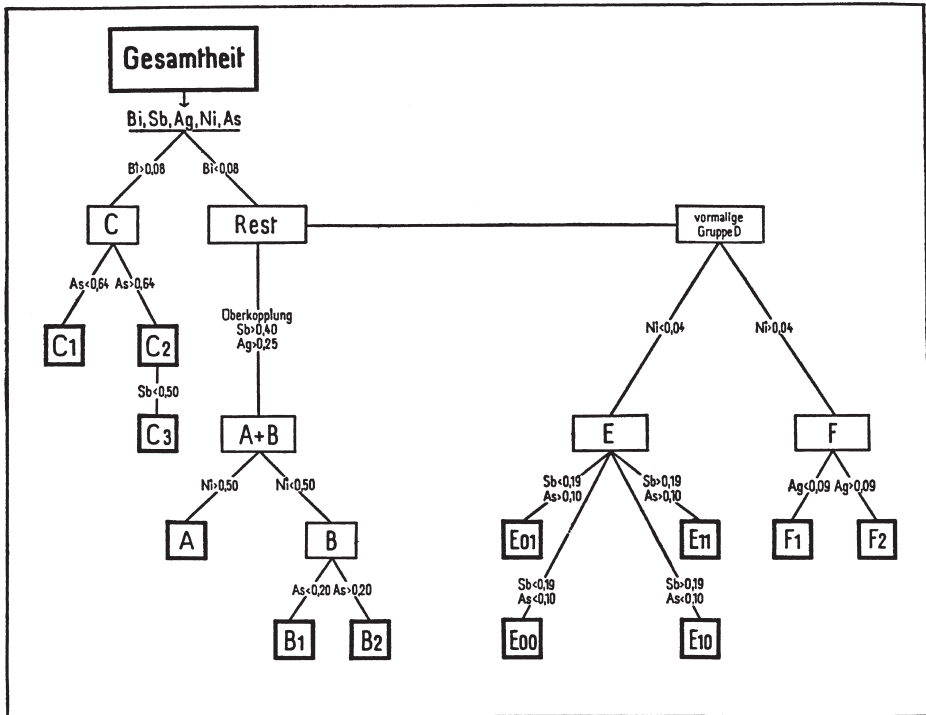 Gesamtheit
Bi, Sb, Ag, Ni, As
Bi>0,08
Bi<0,08
C
Rest
vormalige
Gruppe D
As<0,64
As>0,64
Überkopplung
Sb>0,40
Ag>0,25
Ni<0,04
Ni>0,04
C1
C2
Sb<0,50
C3
A+B
E
F
Ni>0,50
Ni<0,50
Sb<0,19
As>0,10
Sb>0,19
As>0,10
Ag<0,09
Ag>0,09
A
B
E01
E11
F1
F2
As<0,20
As>0,20
Sb<0,19
As<0,10
Sb>0,19
As<0,10
B1
B2
E00
E10